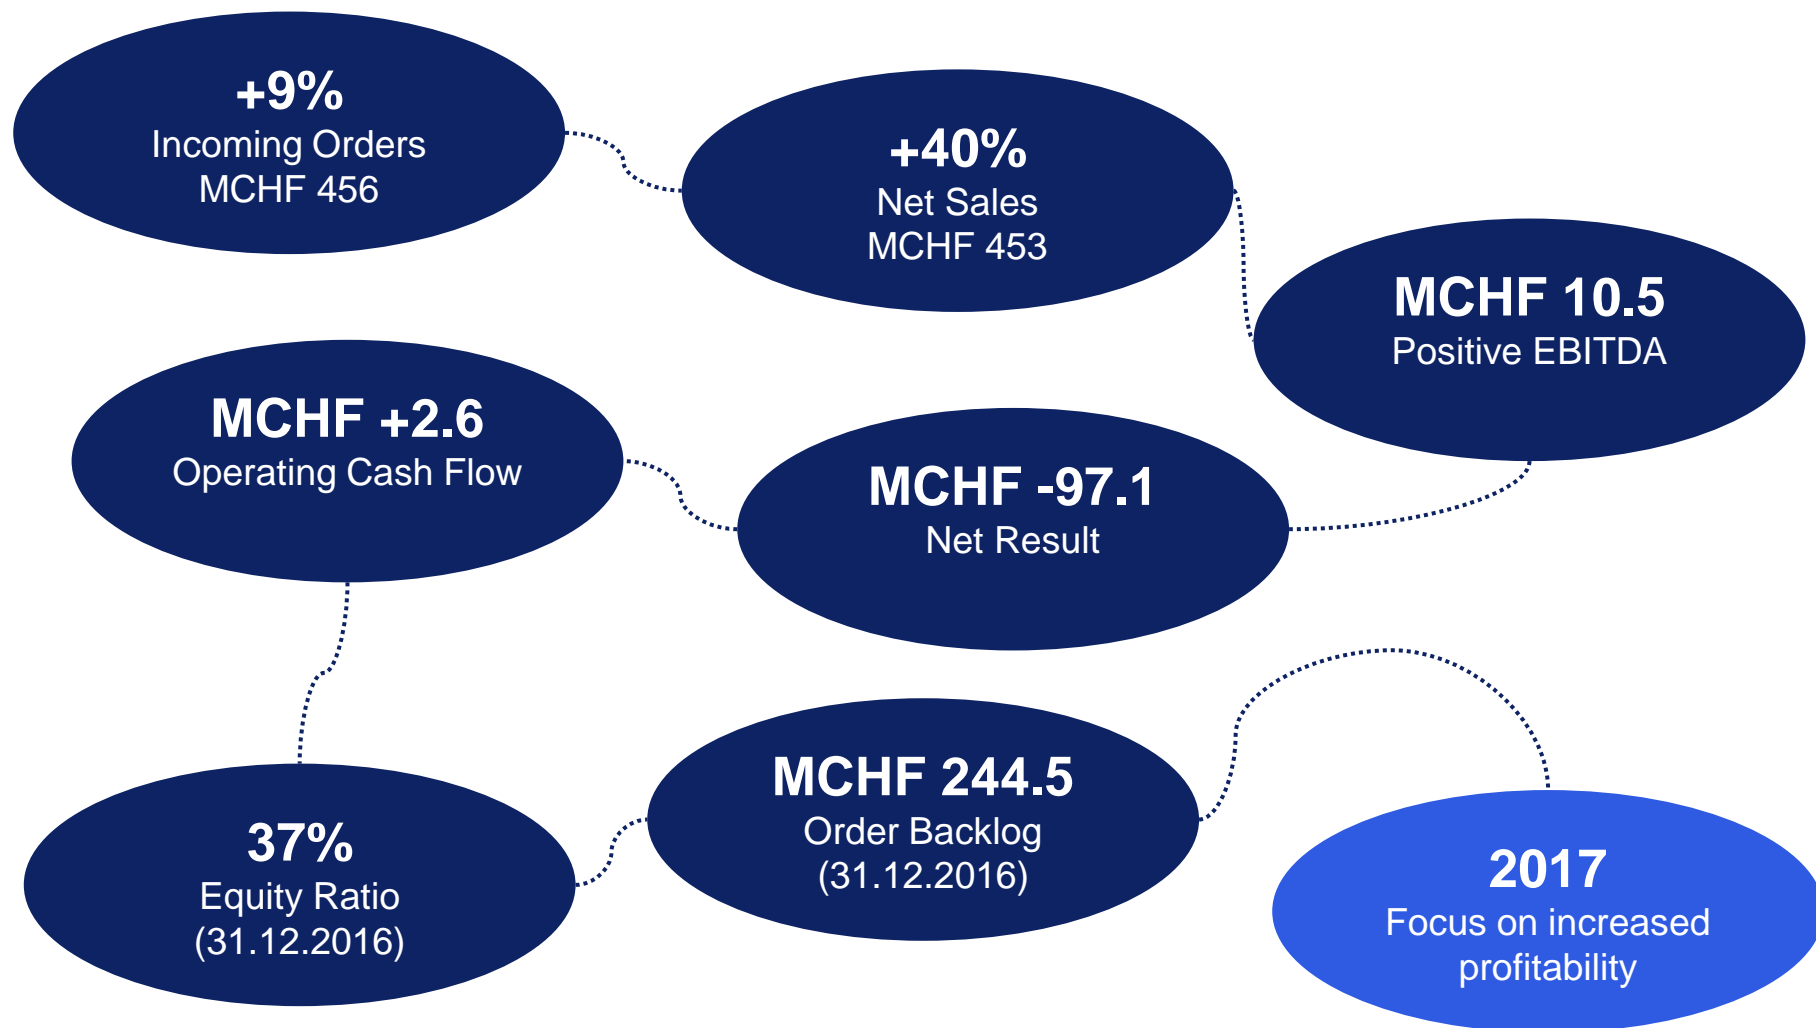 +9%
Incoming Orders
MCHF 456
+40%
Net Sales
MCHF 453
MCHF 10.5
Positive EBITDA
MCHF +2.6
Operating Cash Flow
MCHF -97.1
Net Result
37%
Equity Ratio
(31.12.2016)
MCHF 244.5
Order Backlog
(31.12.2016)
2017
Focus on increased
profitability